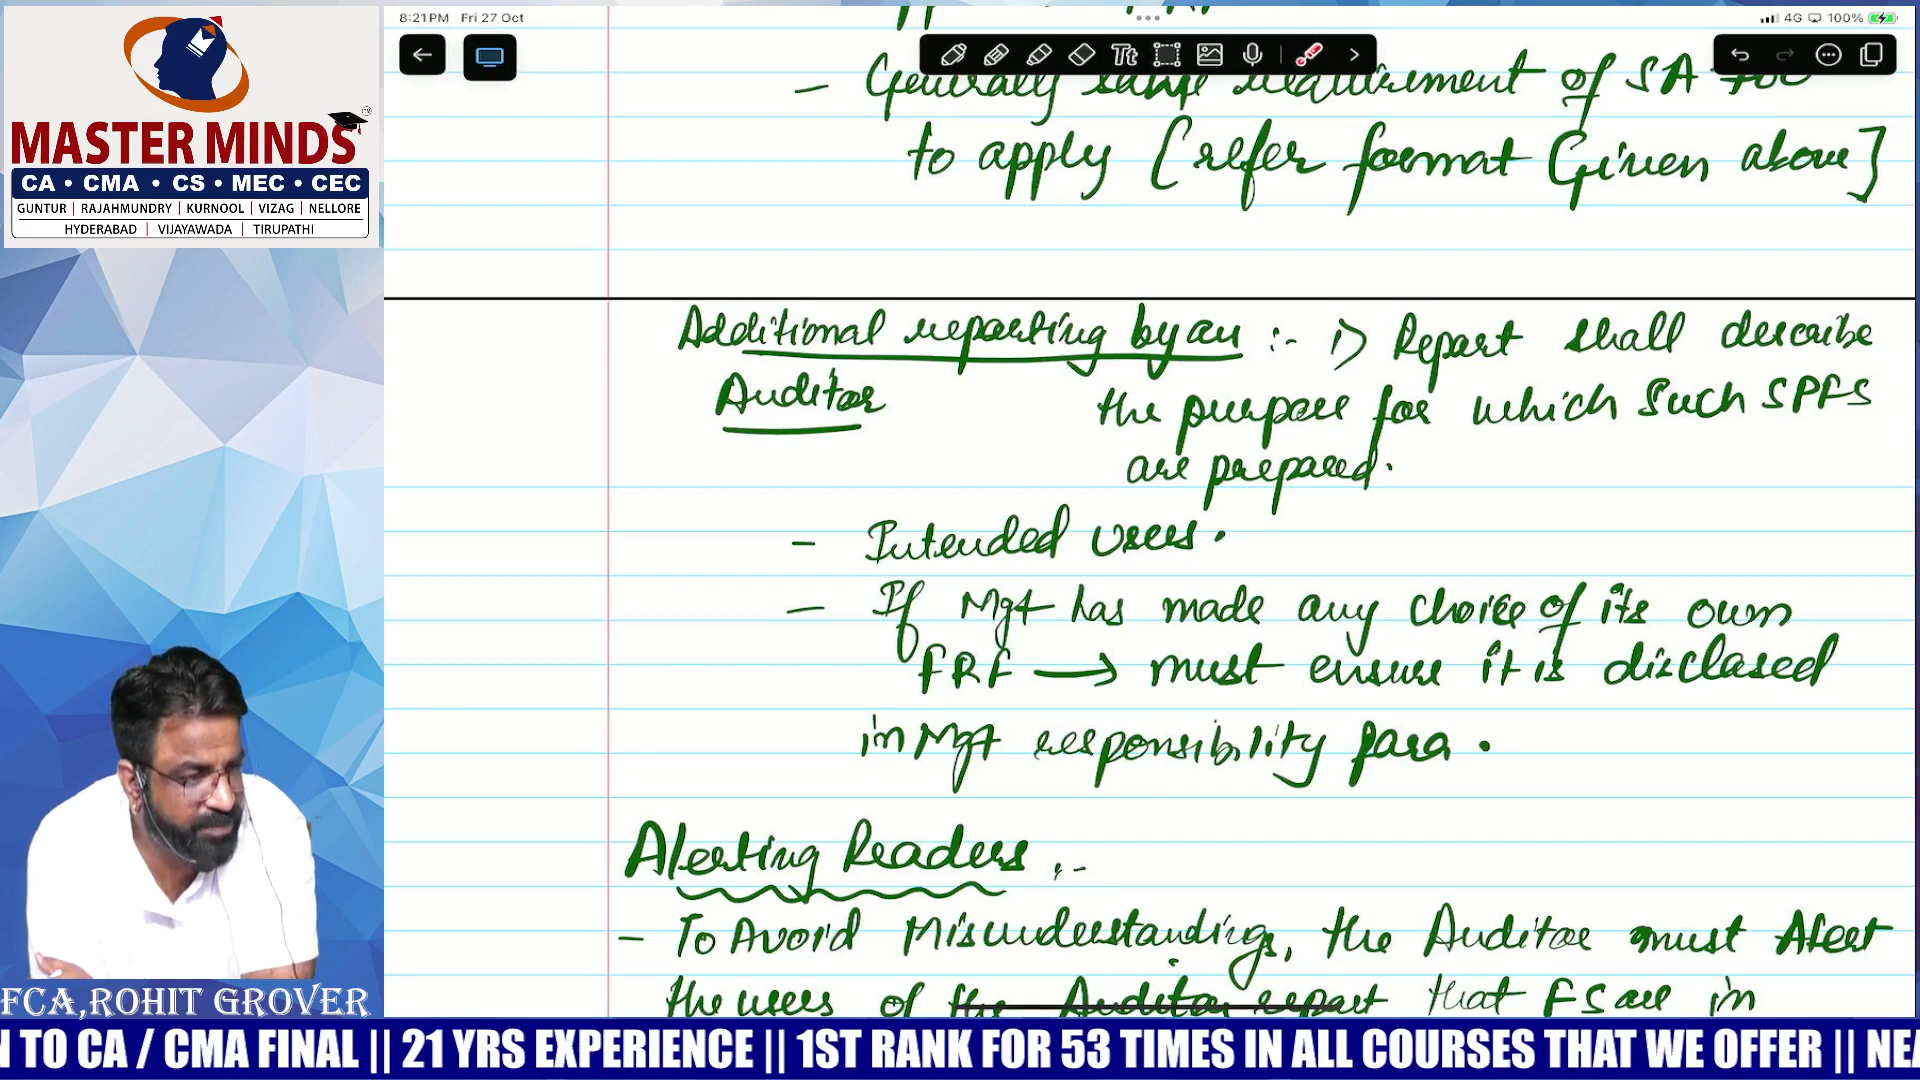 8:21 PM Fri 27 Oct
4G 100%
Tt
MASTER MINDS
CA • CMA • CS • MEC • CEC
GUNTUR | RAJAHMUNDRY | KURNOOL | VIZAG | NELLORE
HYDERABAD | VIJAYAWADA | TIRUPATHI
- Generally same requirement of SA 700
to apply [refer format Given above]
Additional reporting by an :- i) Report shall describe
Auditor the purpose for which such SPFS
are prepared.
- Intended users.
- If Mgt has made any choice of its own
FRF → must ensure it is disclosed
in Mgt responsibility para.
Alerting Readers :-
- To Avoid Misunderstandings, the Auditor must Alert
the users of the Auditor report that FS are in
FCA,ROHIT GROVER
N TO CA / CMA FINAL || 21 YRS EXPERIENCE || 1ST RANK FOR 53 TIMES IN ALL COURSES THAT WE OFFER || NEA